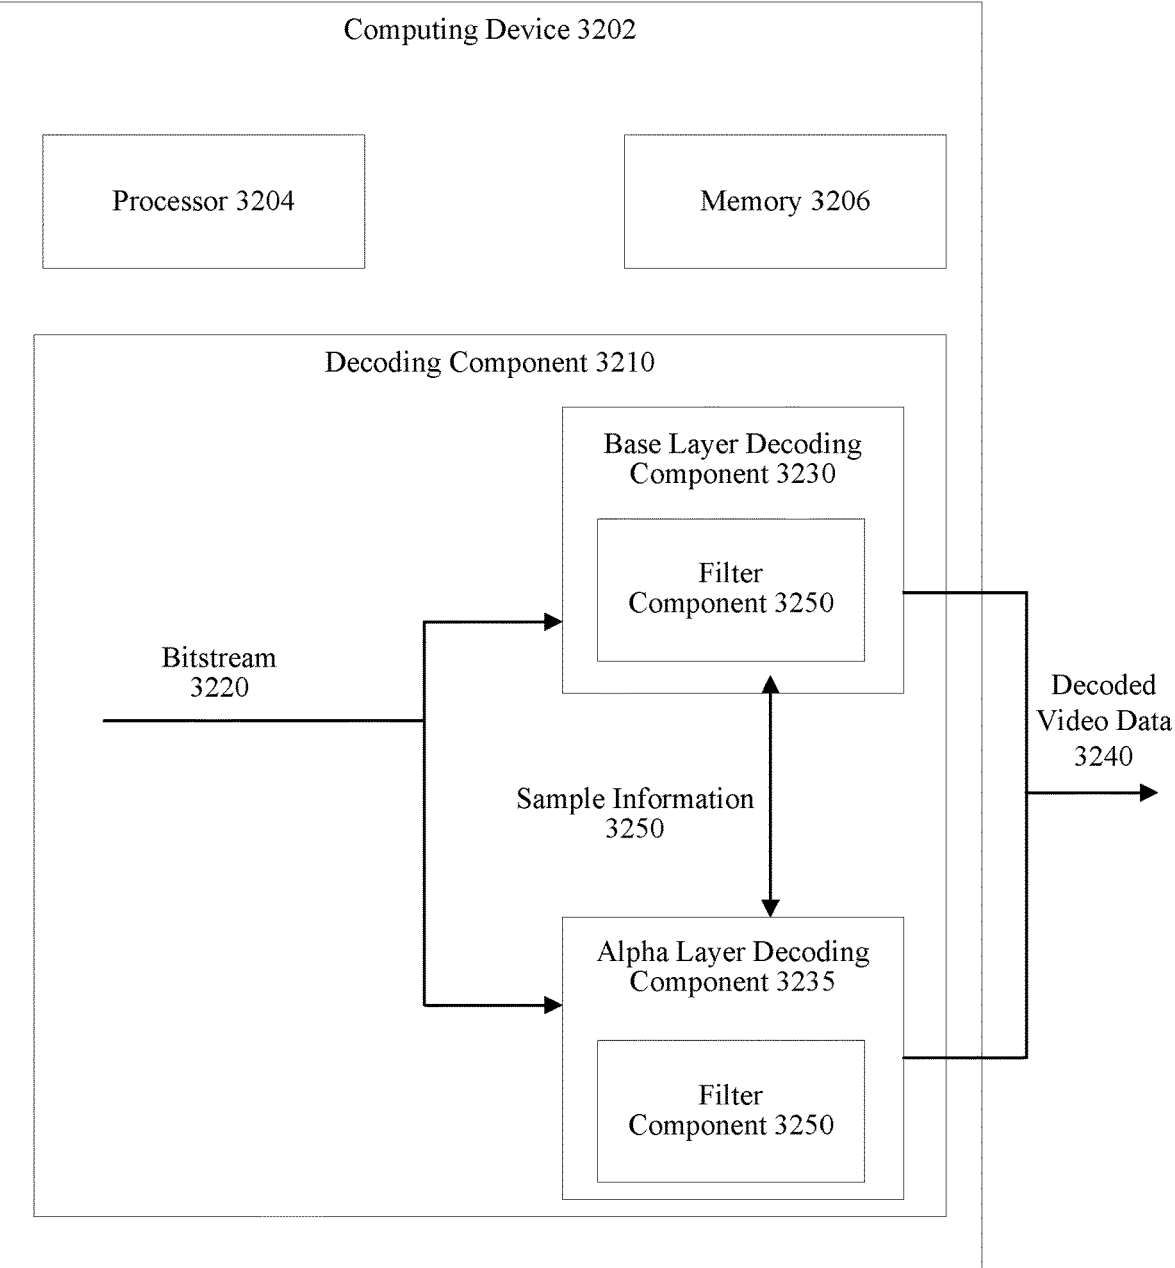 Computing Device 3202
Processor 3204
Memory 3206
Decoding Component 3210
Base Layer Decoding
Component 3230
Filter
Component 3250
Bitstream
3220
Decoded
Video Data
3240
Sample Information
3250
Alpha Layer Decoding
Component 3235
Filter
Component 3250